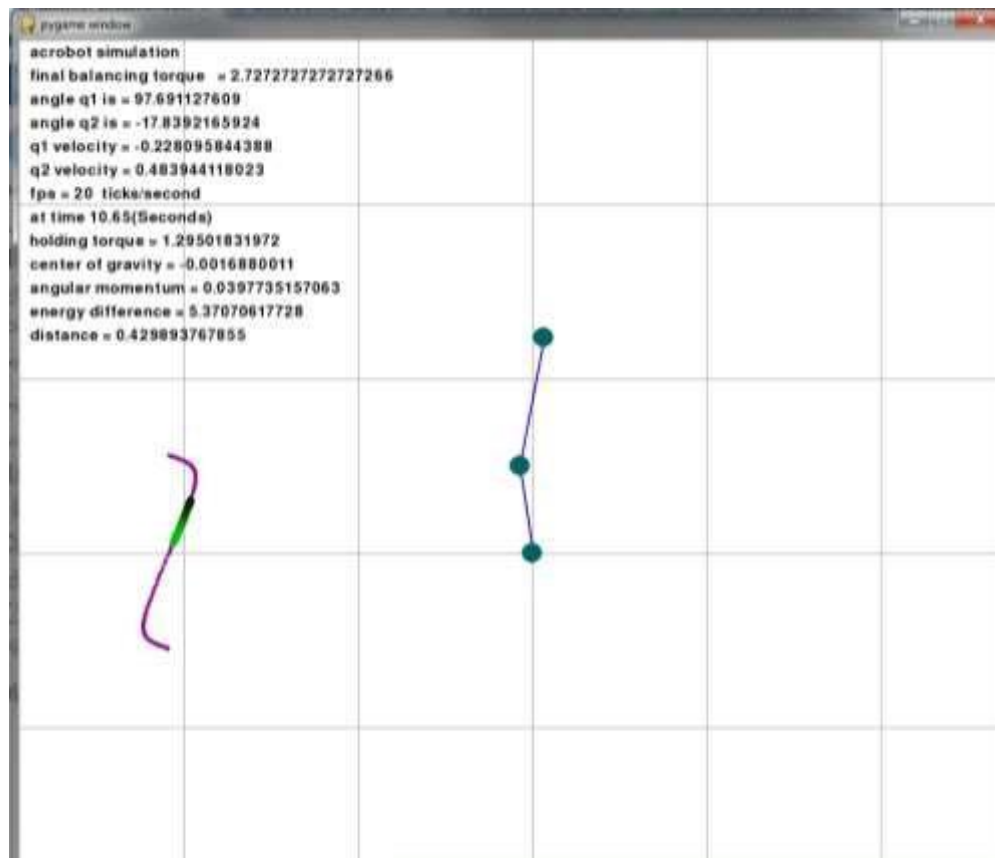 pygame window
acrobot simulation
final balancing torque = 2.7272727272727266
angle q1 is = 97.691127609
angle q2 is = -17.8392165924
q1 velocity = -0.228095844388
q2 velocity = 0.483944118023
fps = 20 ticks/second
at time 10.65(Seconds)
holding torque = 1.29501831972
center of gravity = -0.0016880011
angular momentum = 0.0397735157063
energy difference = 5.37070617728
distance = 0.429893767855